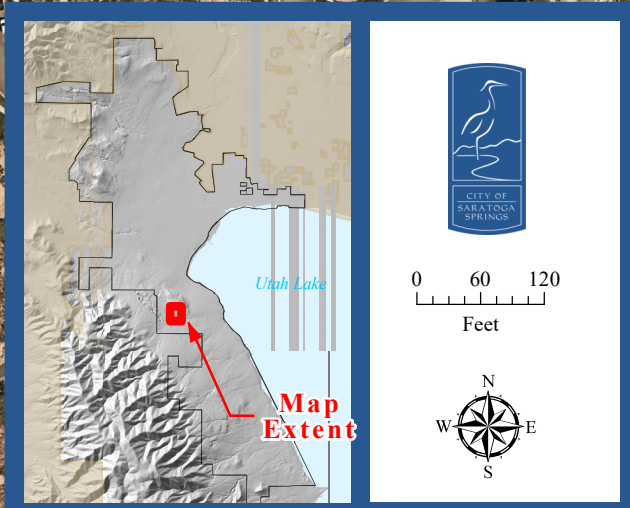 Utah Lake
Map
Extent
CITY OF
SARATOGA
SPRINGS
0 60 120
Feet
N
W E
S